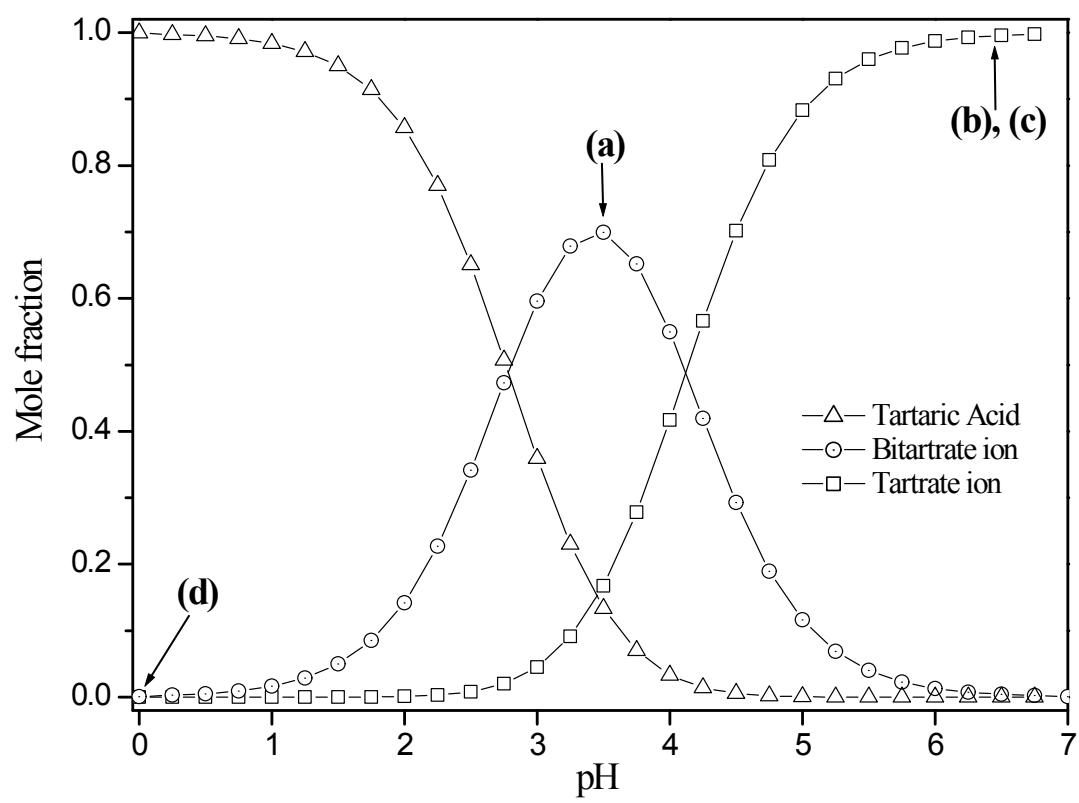 1.0
0.8
0.6
0.4
0.2
0.0
Mole fraction
(a)
(b), (c)
(d)
Tartaric Acid
Bitartrate ion
Tartrate ion
0 1 2 3 4 5 6 7
pH